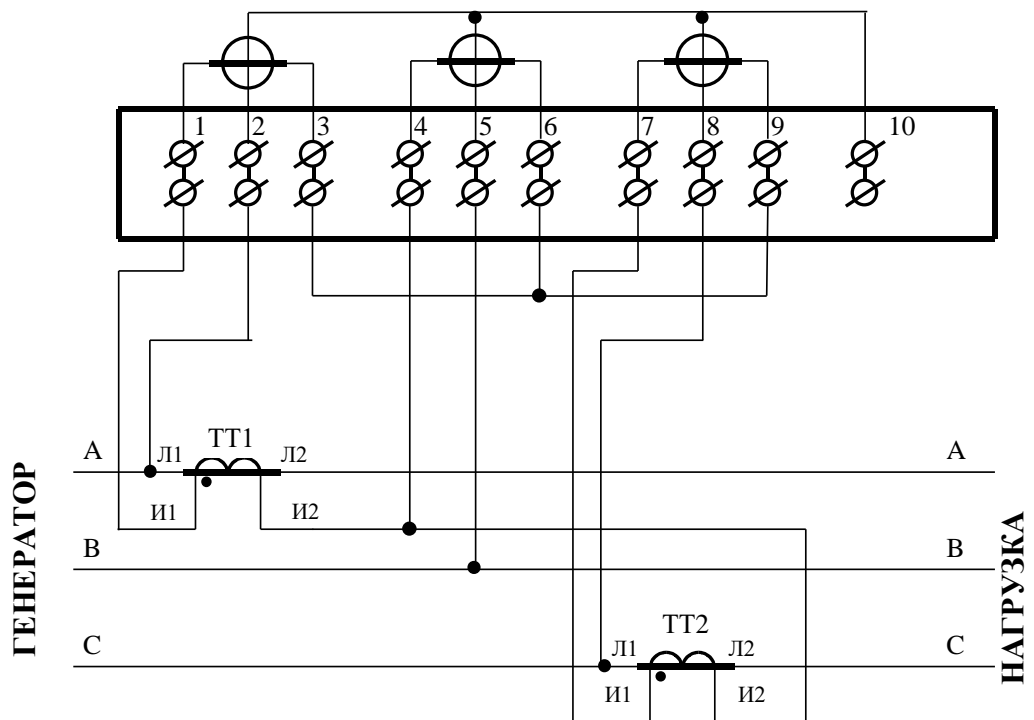 1 2 3 4 5 6 7 8 9 10
ТТ1
А Л1 Л2 А
И1 И2
В В
ТТ2
С Л1 Л2 С
И1 И2
ГЕНЕРАТОР
НАГРУЗКА